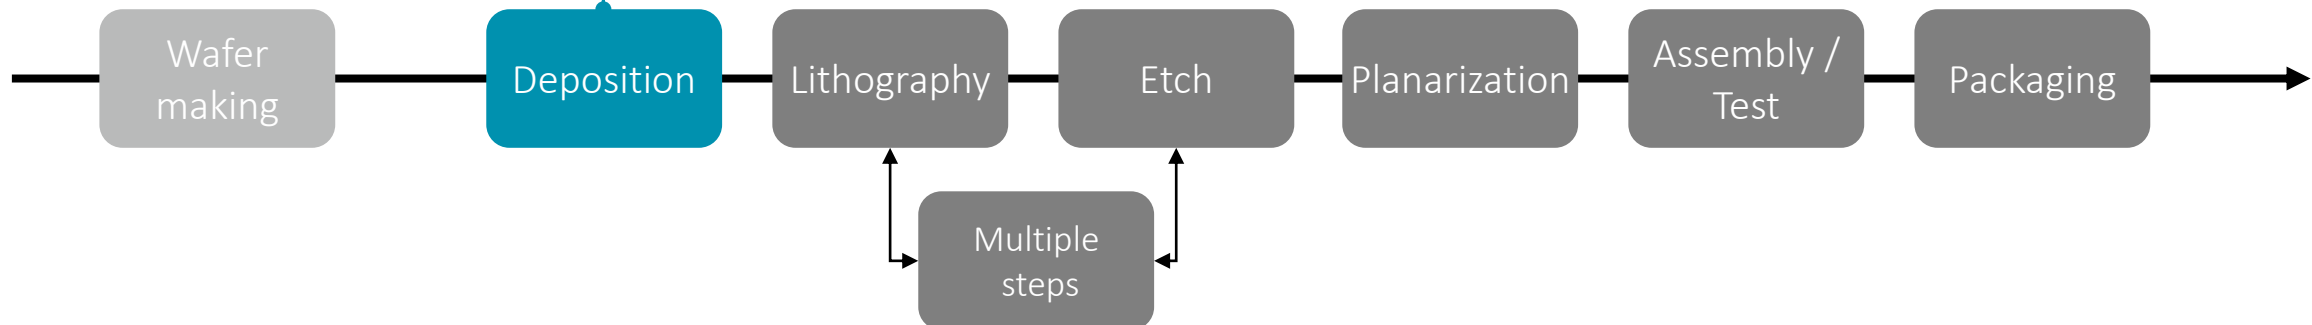 Wafer
making
Deposition
Lithography
Etch
Planarization
Assembly /
Test
Packaging
Multiple
steps